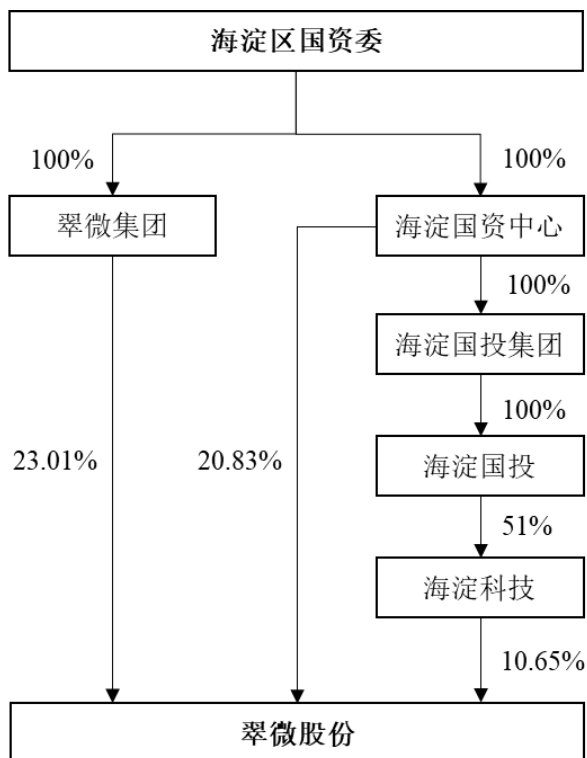 海淀区国资委
100%
100%
翠微集团
海淀国资中心
100%
海淀国投集团
100%
23.01%
20.83%
海淀国投
51%
海淀科技
10.65%
翠微股份